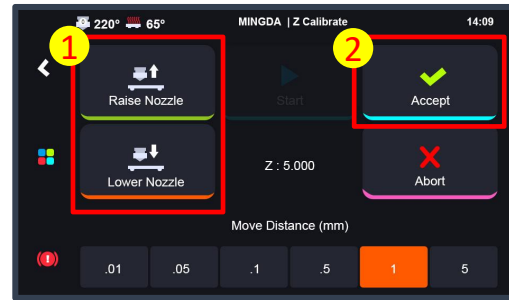 220° 65° MINGDA | Z Calibrate 14:09
1
2
Raise Nozzle Start Accept
Lower Nozzle Z : 5.000 Abort
Move Distance (mm)
.01 .05 .1 .5 1 5